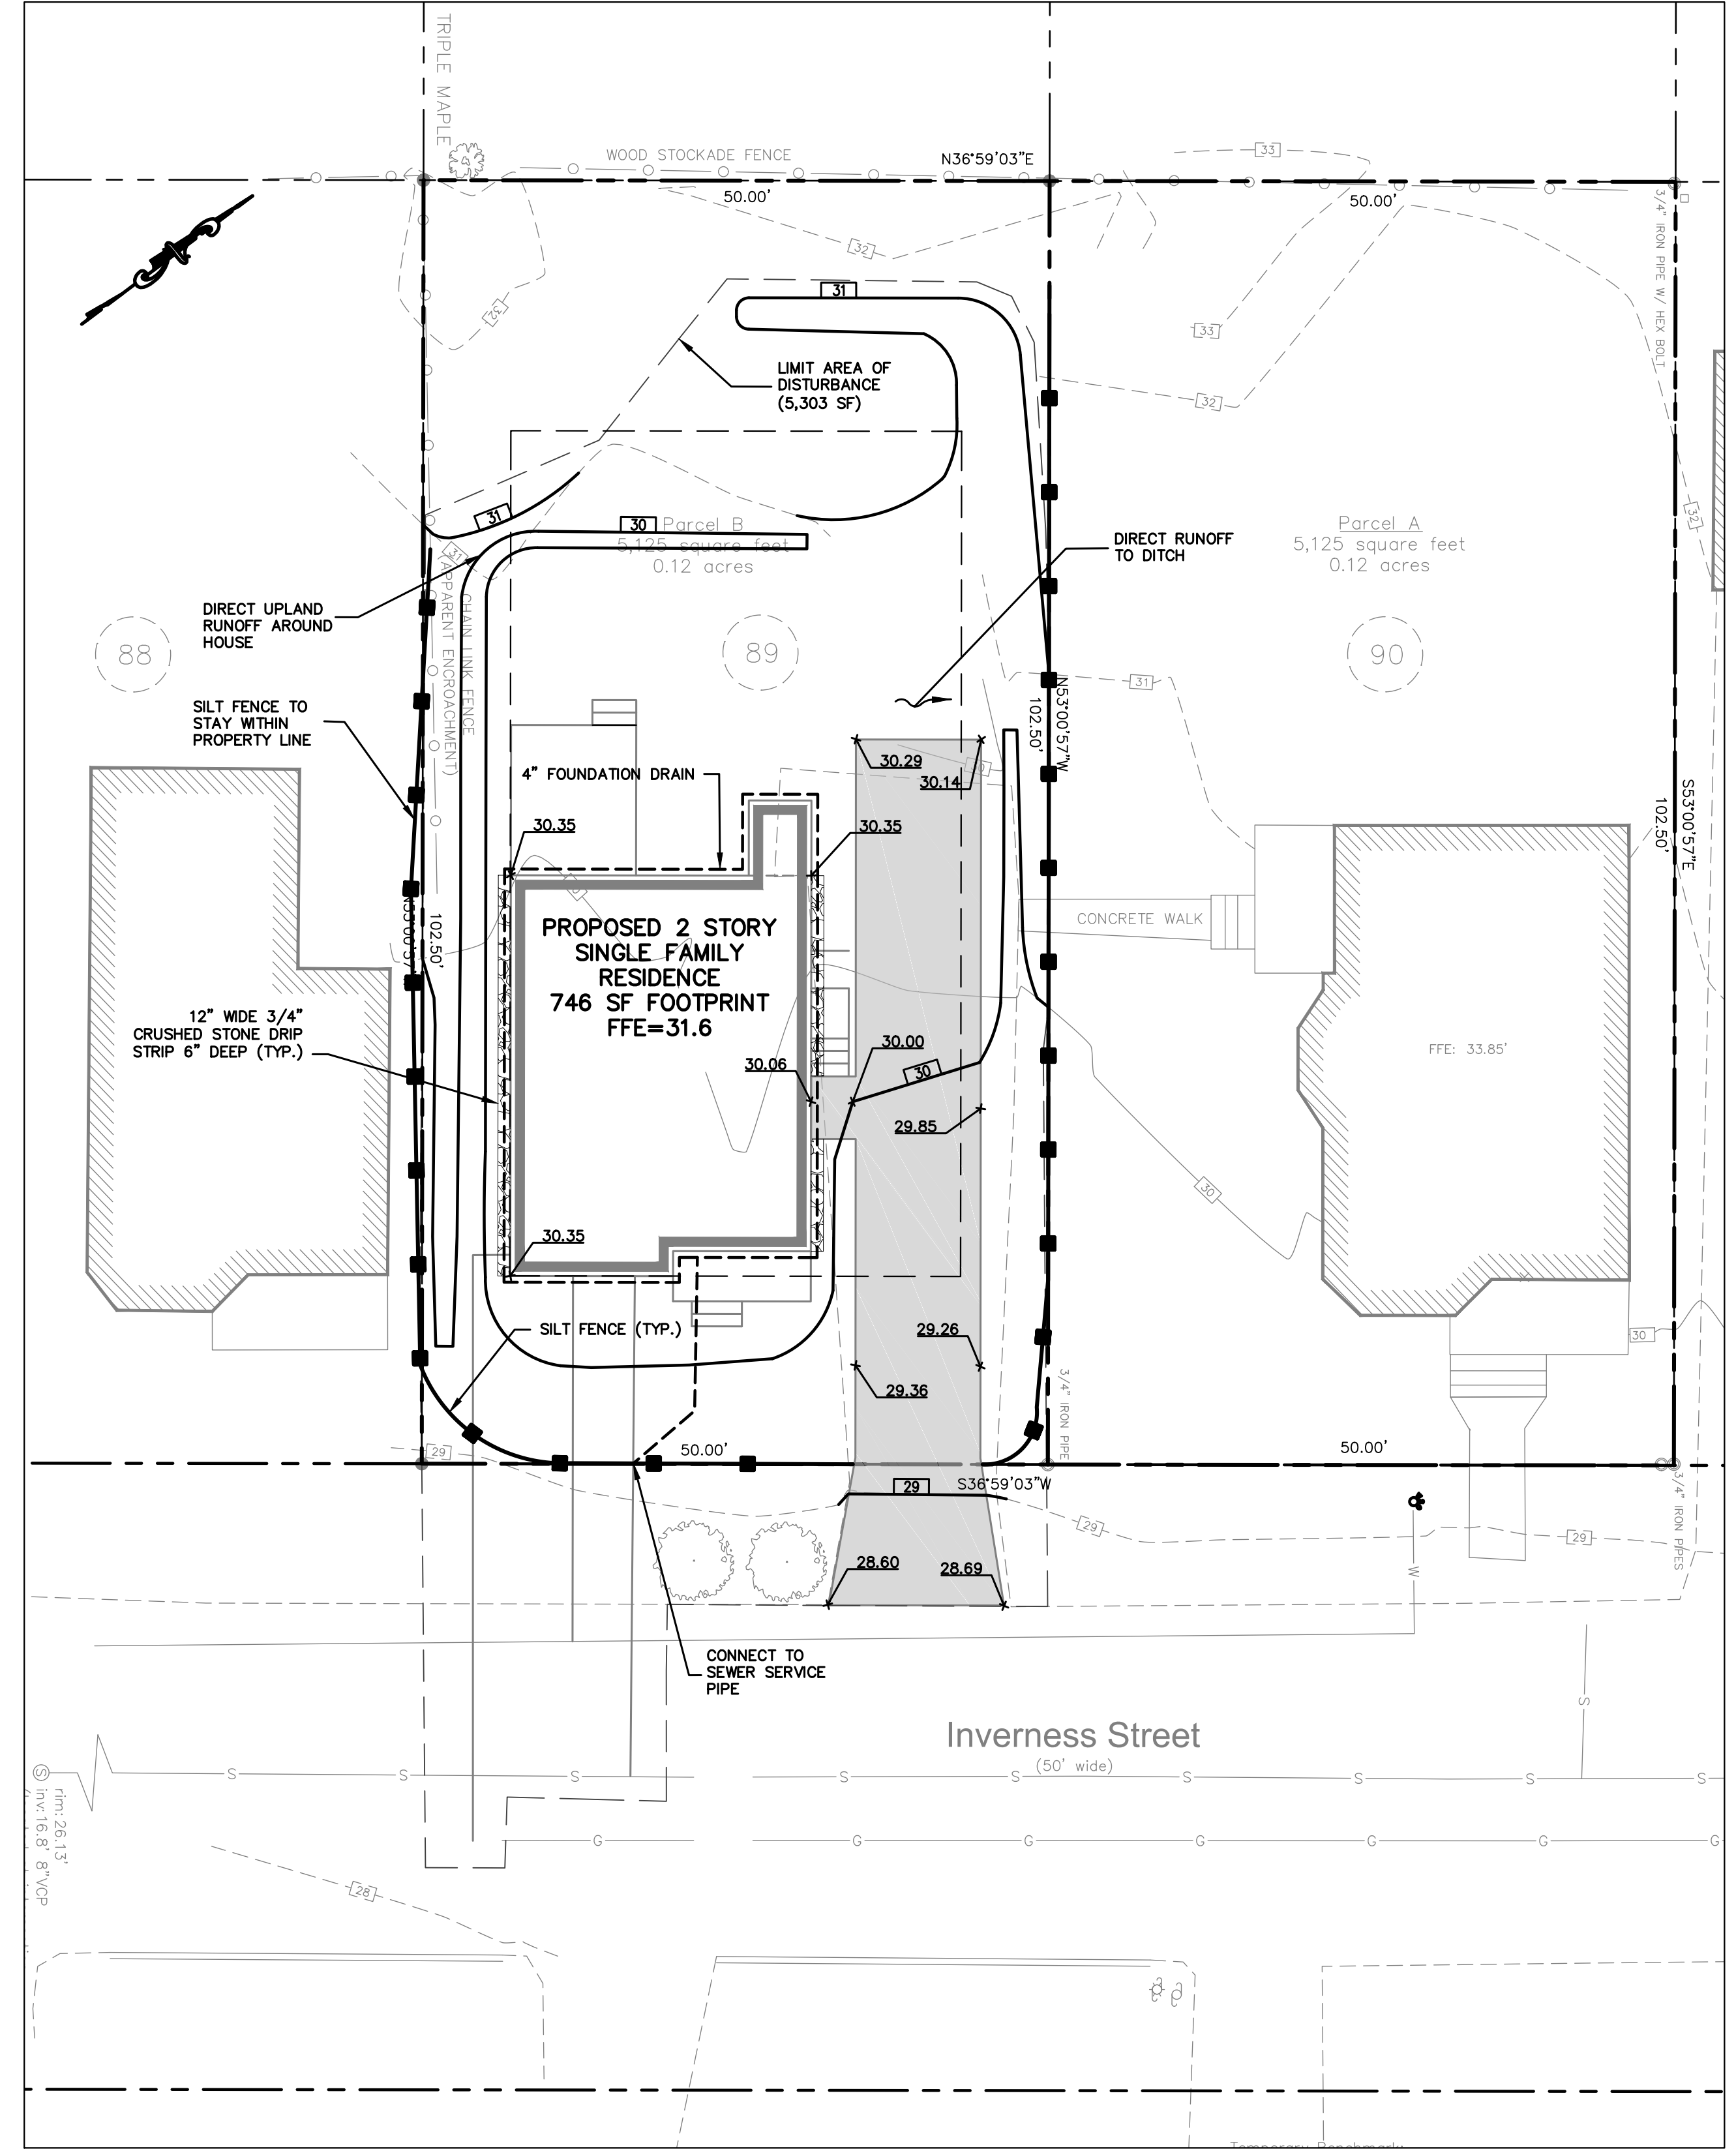 TRIPLE MAPLE
WOOD STOCKADE FENCE
N36°59'03"E
33
50.00'
50.00'
3/4" IRON PIPE W/ HEX BOLT
32
32
31
33
LIMIT AREA OF
DISTURBANCE
(5,303 SF)
32
31
32
30
Parcel B
5,125 square feet
0.12 acres
Parcel A
5,125 square feet
0.12 acres
DIRECT RUNOFF
TO DITCH
31
CHAIN LINK FENCE
(APPARENT ENCROACHMENT)
DIRECT UPLAND
RUNOFF AROUND
HOUSE
88
89
90
31
N53°00'57"W
102.50'
SILT FENCE TO
STAY WITHIN
PROPERTY LINE
30.29
30.14
4" FOUNDATION DRAIN
S53°00'57"E
102.50'
30.35
30.35
102.50'
CONCRETE WALK
PROPOSED 2 STORY
SINGLE FAMILY
RESIDENCE
746 SF FOOTPRINT
FFE=31.6
12" WIDE 3/4"
CRUSHED STONE DRIP
STRIP 6" DEEP (TYP.)
30.00
30.06
30
FFE: 33.85'
29.85
30
30.35
SILT FENCE (TYP.)
29.26
30
29.36
3/4" IRON PIPE
29
50.00'
50.00'
29
S36°59'03"W
3/4" IRON PIPES
29
29
28.60
28.69
W
CONNECT TO
SEWER SERVICE
PIPE
S
Inverness Street
(50' wide)
S
S S S S S S S S S
rim: 26.13'
inv: 16.8' 8"VCP
G G G G G G G
28